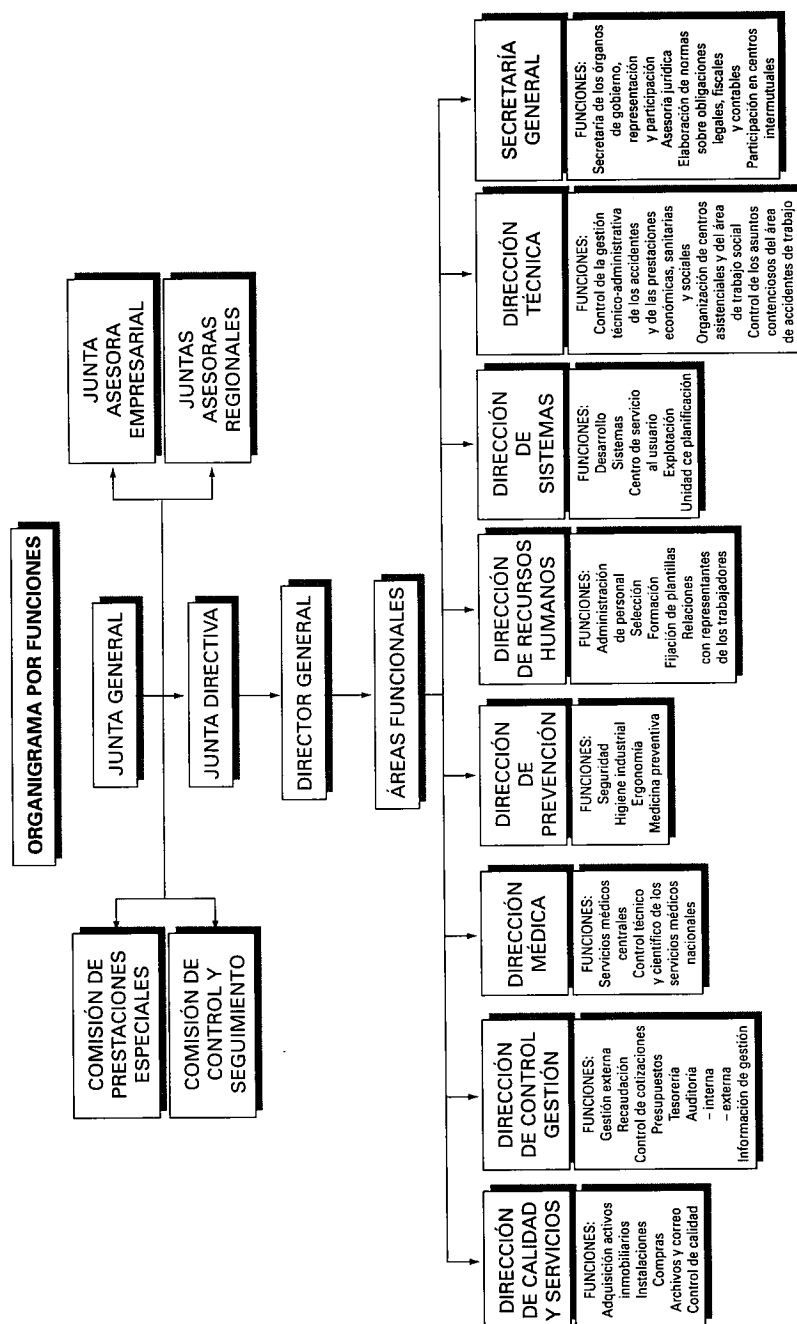 ORGANIGRAMA POR FUNCIONES
COMISIÓN DE
PRESTACIONES
ESPECIALES
COMISIÓN DE
CONTROL Y
SEGUIMIENTO
JUNTA GENERAL
JUNTA DIRECTIVA
DIRECTOR GENERAL
ÁREAS FUNCIONALES
JUNTA
ASESORA
EMPRESARIAL
JUNTAS
ASESORAS
REGIONALES
DIRECCIÓN
DE CALIDAD
Y SERVICIOS
FUNCIONES:
Adquisición activos
inmobiliarios
Instalaciones
Compras
Archivos y correo
Control de calidad
DIRECCIÓN
DE CONTROL
GESTIÓN
FUNCIONES:
Gestión externa
Recaudación
Control de cotizaciones
Presupuestos
Tesorería
Auditoría
– interna
– externa
Información de gestión
DIRECCIÓN
MÉDICA
FUNCIONES:
Servicios médicos
centrales
Control técnico
y científico de los
servicios médicos
nacionales
DIRECCIÓN
DE
PREVENCIÓN
FUNCIONES:
Seguridad
Higiene industrial
Ergonomía
Medicina preventiva
DIRECCIÓN
DE RECURSOS
HUMANOS
FUNCIONES:
Administración
de personal
Selección
Formación
Fijación de plantillas
Relaciones
con representantes
de los trabajadores
DIRECCIÓN
DE
SISTEMAS
FUNCIONES:
Desarrollo
Sistemas
Centro de servicio
al usuario
Explotación
Unidad ce planificación
DIRECCIÓN
TÉCNICA
FUNCIONES:
Control de la gestión
técnico-administrativa
de los accidentes
y de las prestaciones
económicas, sanitarias
y sociales
Organización de centros
asistenciales y del área
de trabajo social
Control de los asuntos
contenciosos del área
de accidentes de trabajo
SECRETARÍA
GENERAL
FUNCIONES:
Secretaría de los órganos
de gobierno,
representación
y participación
Asesoría jurídica
Elaboración de normas
sobre obligaciones
legales, fiscales
y contables
Participación en centros
intermutuales